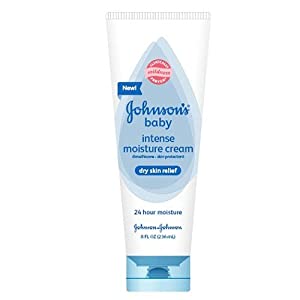 New!
Johnson's
baby
intense
moisture cream
dimethicone - skin protectant
dry skin relief
24 hour moisture
Johnson & Johnson
8 FL OZ (236 mL)